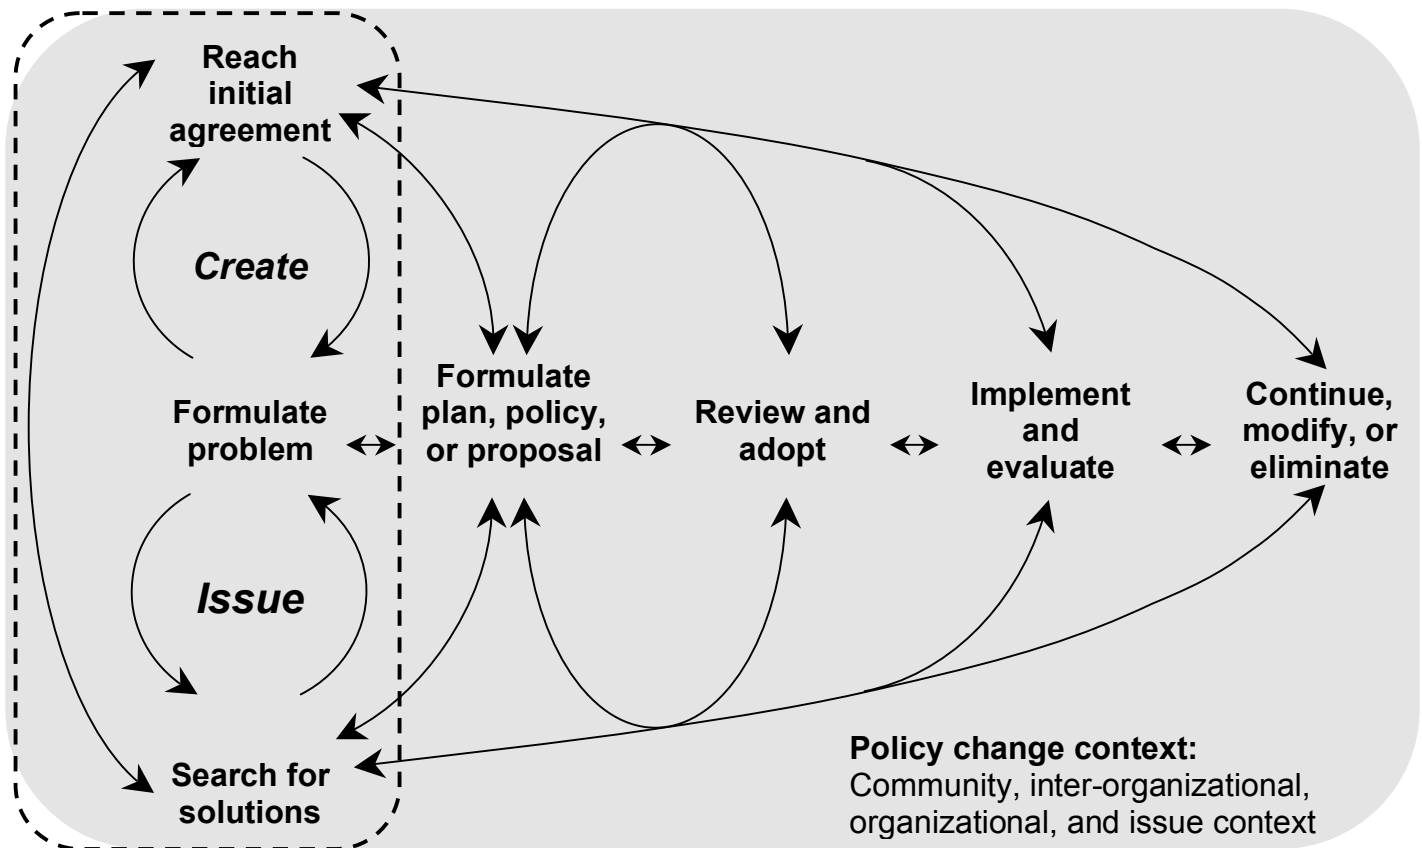 Reach
initial
agreement
Create
Formulate
problem
Issue
Search for
solutions
Formulate
plan, policy,
or proposal
Review and
adopt
Implement
and
evaluate
Continue,
modify, or
eliminate
Policy change context:
Community, inter-organizational,
organizational, and issue context